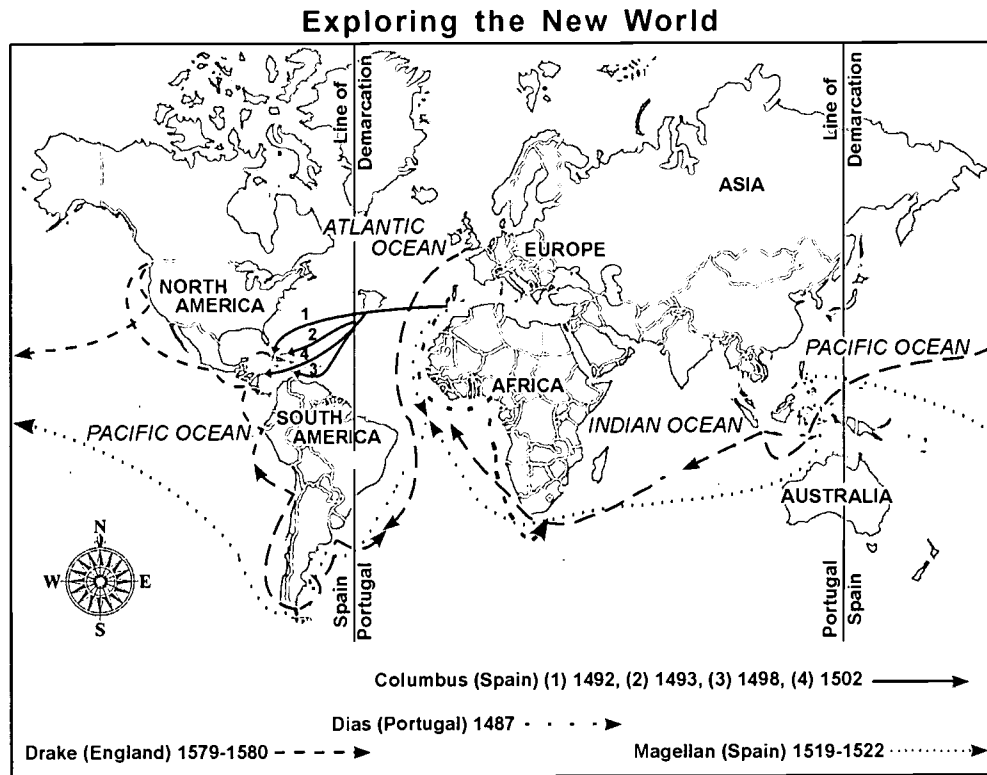 Exploring the New World
Line of
Demarcation
Line of
Demarcation
ASIA
ATLANTIC
OCEAN
EUROPE
NORTH
AMERICA
1
2
4
3
PACIFIC OCEAN
AFRICA
SOUTH
AMERICA
PACIFIC OCEAN
INDIAN OCEAN
AUSTRALIA
N
W E
S
Spain
Portugal
Portugal
Spain
Columbus (Spain) (1) 1492, (2) 1493, (3) 1498, (4) 1502
Dias (Portugal) 1487
Drake (England) 1579-1580
Magellan (Spain) 1519-1522